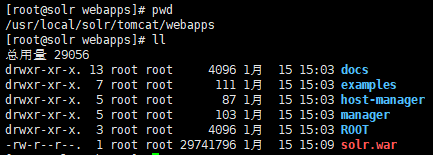 [root@solr webapps]# pwd
/usr/local/solr/tomcat/webapps
[root@solr webapps]# ll
总用量 29056
drwxr-xr-x. 13 root root     4096 1月  15 15:03 docs
drwxr-xr-x.  7 root root      111 1月  15 15:03 examples
drwxr-xr-x.  5 root root       87 1月  15 15:03 host-manager
drwxr-xr-x.  5 root root      103 1月  15 15:03 manager
drwxr-xr-x.  3 root root     4096 1月  15 15:03 ROOT
-rw-r--r--.  1 root root 29741796 1月  15 15:09 solr.war